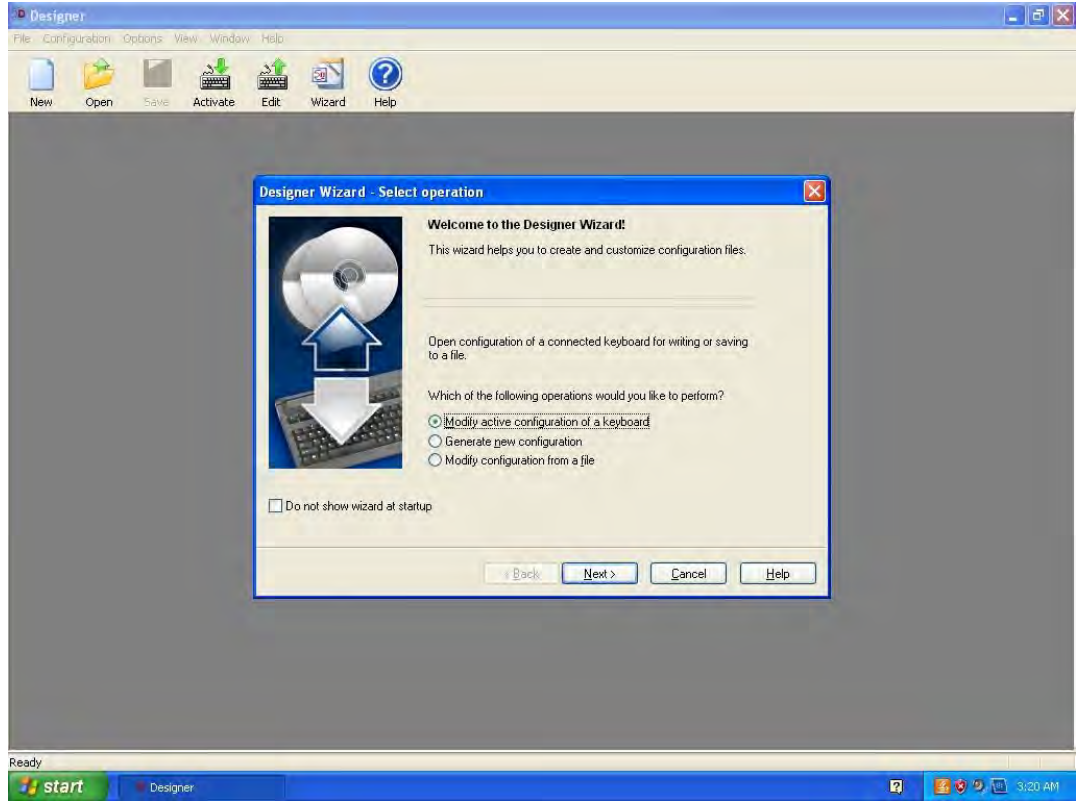 Designer
File Configuration Options View Window Help
New Open Save Activate Edit Wizard Help
Designer Wizard - Select operation
Welcome to the Designer Wizard!
This wizard helps you to create and customize configuration files.
Open configuration of a connected keyboard for writing or saving
to a file.
Which of the following operations would you like to perform?
Modify active configuration of a keyboard
Generate new configuration
Modify configuration from a file
Do not show wizard at startup
< Back Next > Cancel Help
Ready
start Designer 3:20 AM